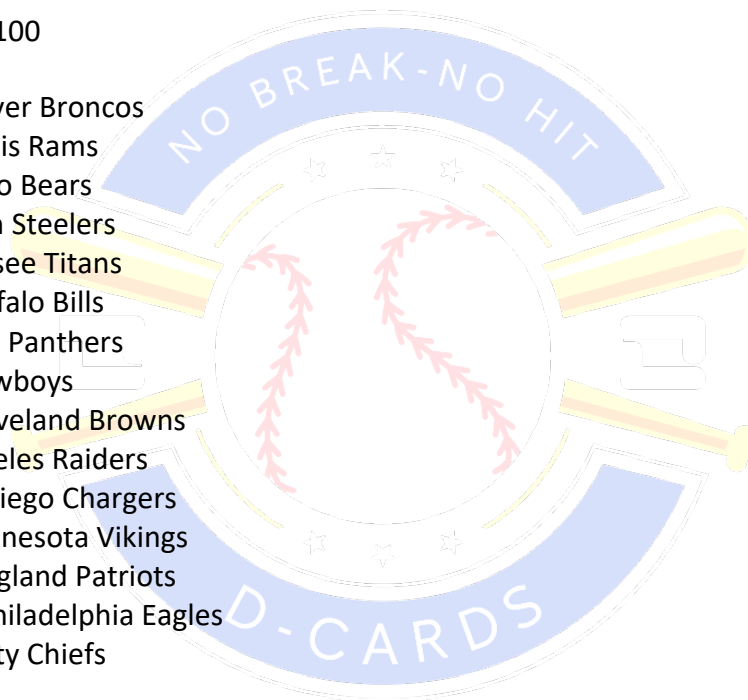 100
ver Broncos
is Rams
o Bears
n Steelers
see Titans
falo Bills
Panthers
wboys
veland Browns
eles Raiders
iego Chargers
nnesota Vikings
gland Patriots
hiladelphia Eagles
ty Chiefs
NO BREAK-NO HIT
D-CARDS